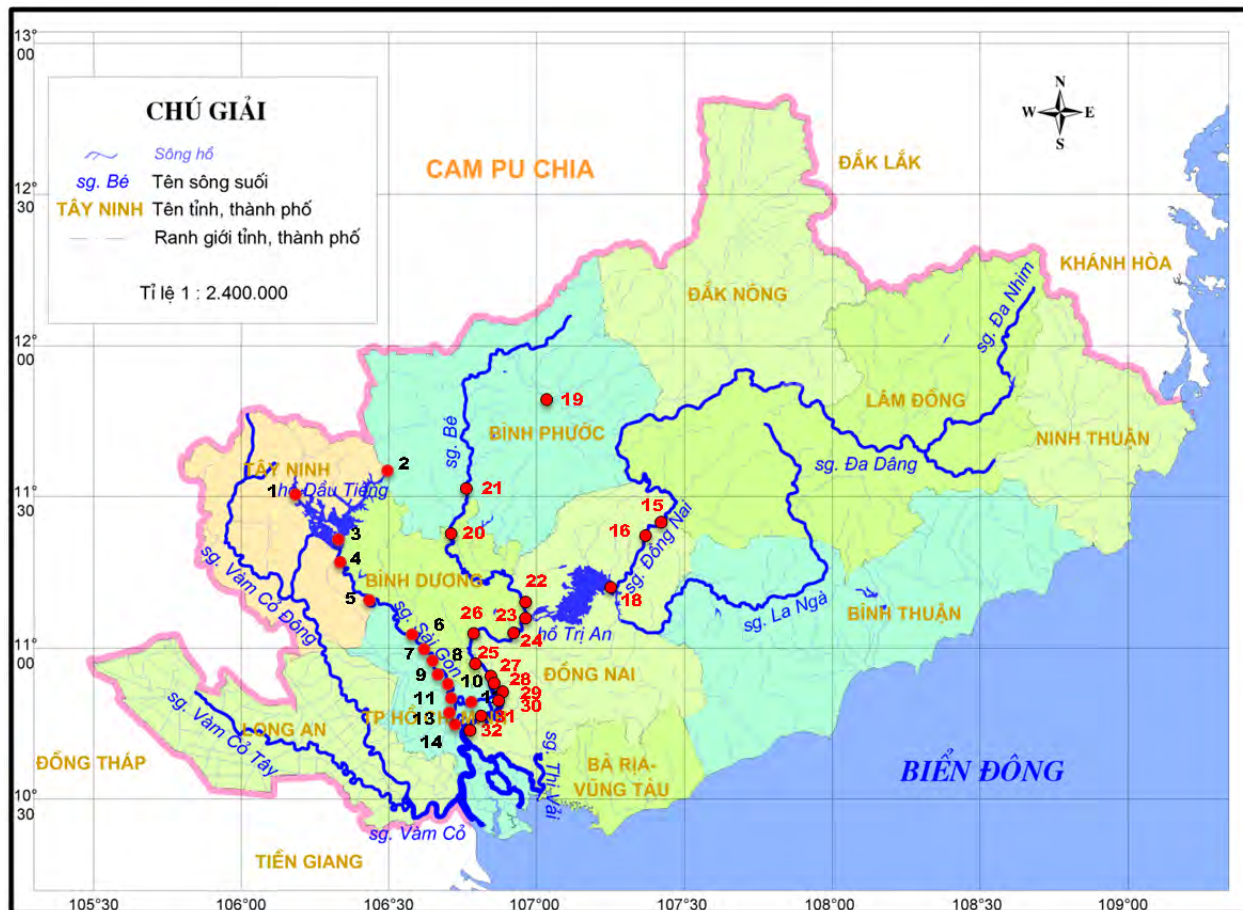 13°
00
12°
30
12°
00
11°
30
11°
00
10°
30
105°30
106°00
106°30
107°00
107°30
108°00
108°30
109°00
CHÚ GIẢI
Sông hồ
sg. Bé Tên sông suối
TÂY NINH Tên tỉnh, thành phố
Ranh giới tỉnh, thành phố
Tỉ lệ 1 : 2.400.000
N
W E
S
CAM PU CHIA
ĐẮK LẮK
KHÁNH HÒA
ĐẮK NÔNG
sg. Đa Nhim
LÂM ĐỒNG
NINH THUẬN
sg. Bé
19
BÌNH PHƯỚC
sg. Đa Dâng
TÂY NINH
2
1
hồ Dầu Tiếng
21
15
16
3
20
sg. Đồng Nai
4
BÌNH DƯƠNG
5
22
18
sg. Vàm Cỏ Đông
sg. Sài Gòn
6
26
23
24
hồ Trị An
sg. La Ngà
BÌNH THUẬN
7
8
25
27
ĐỒNG NAI
9
10
28
29
11
30
13
TP HỒ CHÍ
31
14
32
LONG AN
sg. Vàm Cỏ Tây
ĐỒNG THÁP
sg. Thị Vải
BÀ RỊA-
VŨNG TÀU
BIỂN ĐÔNG
sg. Vàm Cỏ
TIỀN GIANG